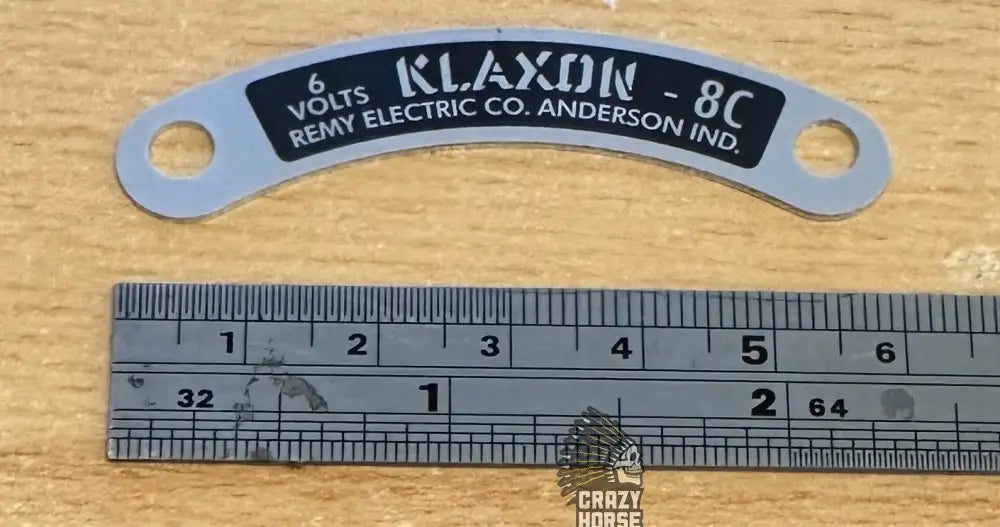 6
VOLTS
KLAXON - 8C
REMY ELECTRIC CO. ANDERSON IND.
1 2 3 4 5 6
32 1 2 64
CRAZY
HORSE